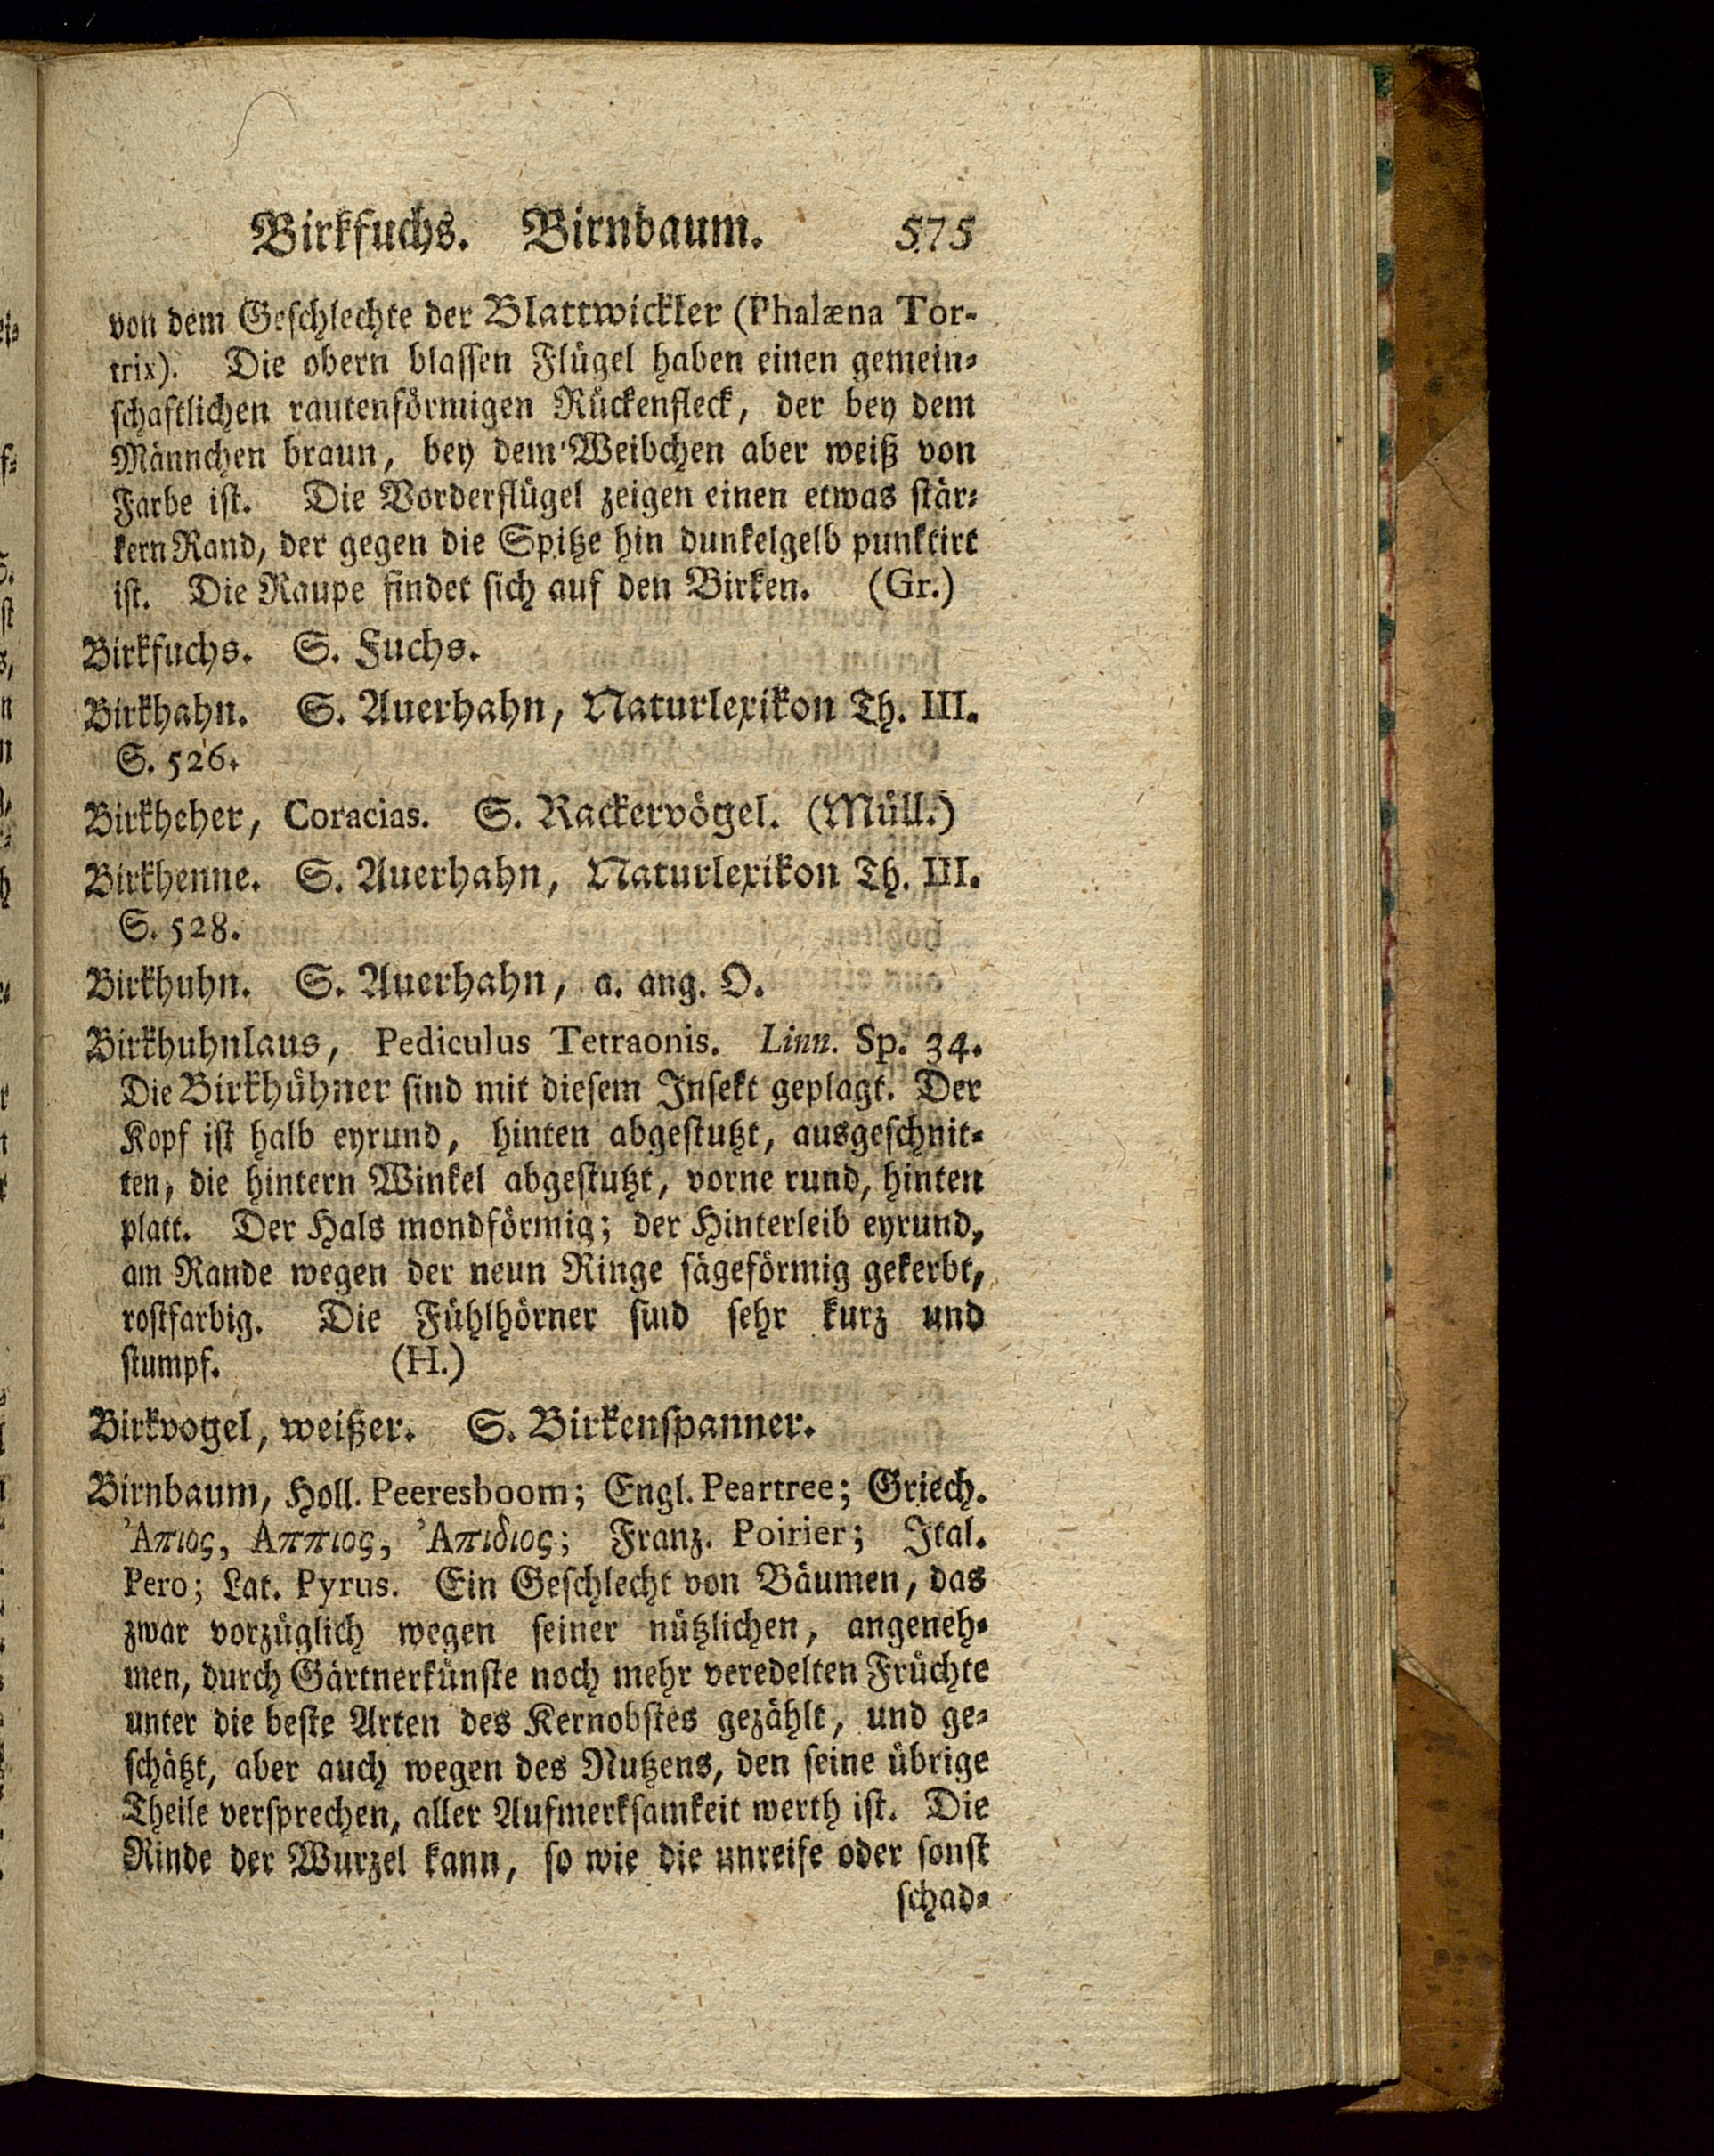 Birkfuchs. Birnbaum. 575
von dem Geschlechte der Blattwickler (Phalæna Tor-
trix). Die obern blassen Flügel haben einen gemein-
schaftlichen rautenförmigen Rückenfleck, der bey dem
Männchen braun, bey dem Weibchen aber weiß von
Farbe ist. Die Vorderflügel zeigen einen etwas stär-
kern Rand, der gegen die Spitze hin dunkelgelb punktirt
ist. Die Raupe findet sich auf den Birken. (Gr.)
Birkfuchs. S. Fuchs.
Birkhahn. S. Auerhahn, Naturlexikon Th. III.
S. 526.
Birkheher, Coracias. S. Rackervögel. (Müll.)
Birkhenne. S. Auerhahn, Naturlexikon Th. III.
S. 528.
Birkhuhn. S. Auerhahn, a. ang. O.
Birkhuhnlaus, Pediculus Tetraonis. Linn. Sp. 34.
Die Birkhühner sind mit diesem Insekt geplagt. Der
Kopf ist halb eyrund, hinten abgestutzt, ausgeschnit-
ten, die hintern Winkel abgestutzt, vorne rund, hinten
platt. Der Hals mondförmig; der Hinterleib eyrund,
am Rande wegen der neun Ringe sägeförmig gekerbt,
rostfarbig. Die Fühlhörner sind sehr kurz und
stumpf. (H.)
Birkvogel, weißer. S. Birkenspanner.
Birnbaum, Holl. Peeresboom; Engl. Peartree; Griech.
Ἀπιος, Αππιος, Ἀπιδιος; Franz. Poirier; Ital.
Pero; Lat. Pyrus. Ein Geschlecht von Bäumen, das
zwar vorzüglich wegen seiner nützlichen, angeneh-
men, durch Gärtnerkünste noch mehr veredelten Früchte
unter die beste Arten des Kernobstes gezählt, und ge-
schätzt, aber auch wegen des Nutzens, den seine übrige
Theile versprechen, aller Aufmerksamkeit werth ist. Die
Rinde der Wurzel kann, so wie die unreife oder sonst
schad-